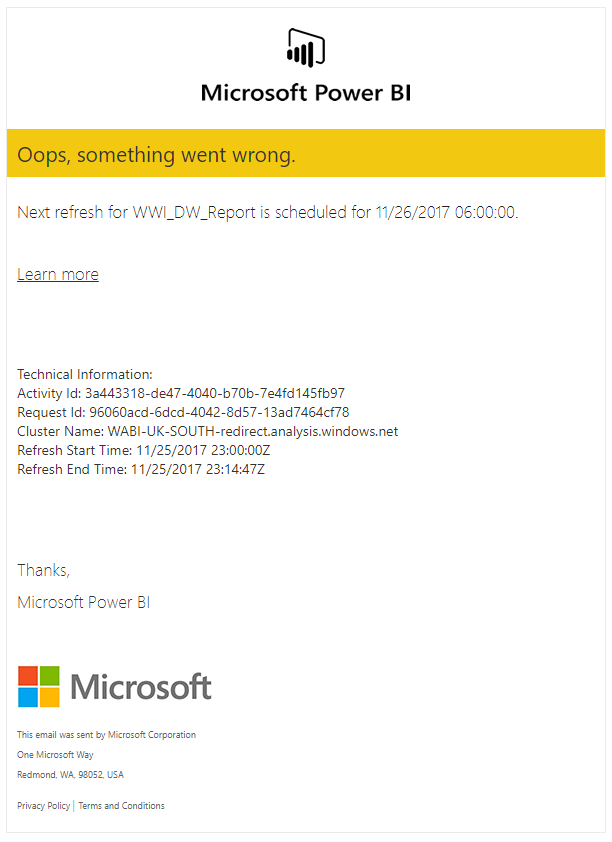 Microsoft Power BI
Oops, something went wrong.
Next refresh for WWI_DW_Report is scheduled for 11/26/2017 06:00:00.
Learn more
Technical Information:
Activity Id: 3a443318-de47-4040-b70b-7e4fd145fb97
Request Id: 96060acd-6dcd-4042-8d57-13ad7464cf78
Cluster Name: WABI-UK-SOUTH-redirect.analysis.windows.net
Refresh Start Time: 11/25/2017 23:00:00Z
Refresh End Time: 11/25/2017 23:14:47Z
Thanks,
Microsoft Power BI
Microsoft
This email was sent by Microsoft Corporation
One Microsoft Way
Redmond, WA, 98052, USA
Privacy Policy | Terms and Conditions